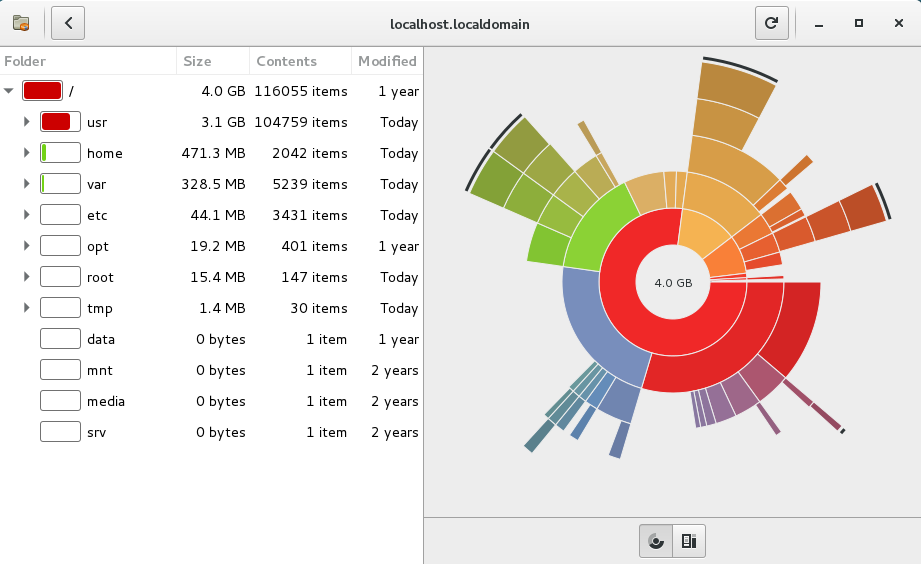 localhost.localdomain
Folder Size Contents Modified
/ 4.0 GB 116055 items 1 year
usr 3.1 GB 104759 items Today
home 471.3 MB 2042 items Today
var 328.5 MB 5239 items Today
etc 44.1 MB 3431 items Today
opt 19.2 MB 401 items 1 year
root 15.4 MB 147 items Today
tmp 1.4 MB 30 items Today
data 0 bytes 1 item 1 year
mnt 0 bytes 1 item 2 years
media 0 bytes 1 item 2 years
srv 0 bytes 1 item 2 years
4.0 GB